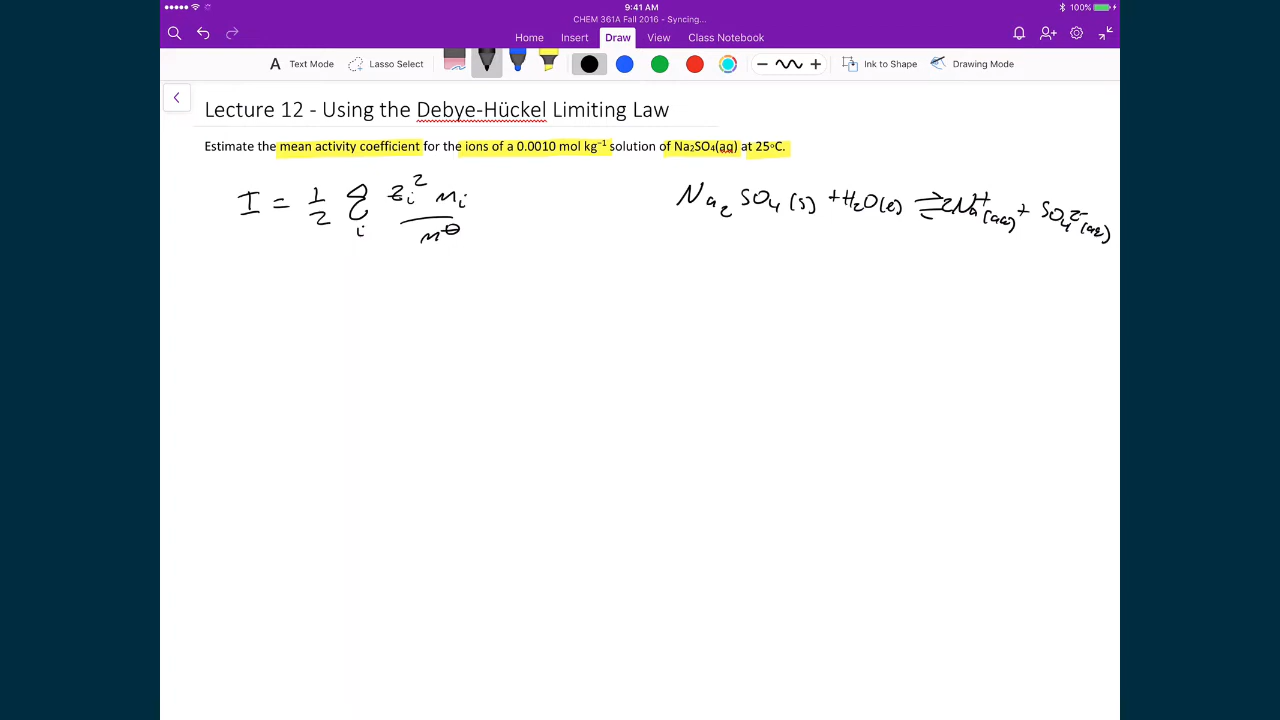 9:41 AM
100%
CHEM 361A Fall 2016 - Syncing...
Home Insert Draw View Class Notebook
Text Mode Lasso Select Ink to Shape Drawing Mode
Lecture 12 - Using the Debye-Hückel Limiting Law
Estimate the mean activity coefficient for the ions of a 0.0010 mol kg⁻¹ solution of Na₂SO₄(aq) at 25°C.
I = 1/2 Σᵢ zᵢ² mᵢ / m^⊖
Na₂SO₄(s) + H₂O(ℓ) ⇌ 2Na⁺(aq) + SO₄²⁻(aq)